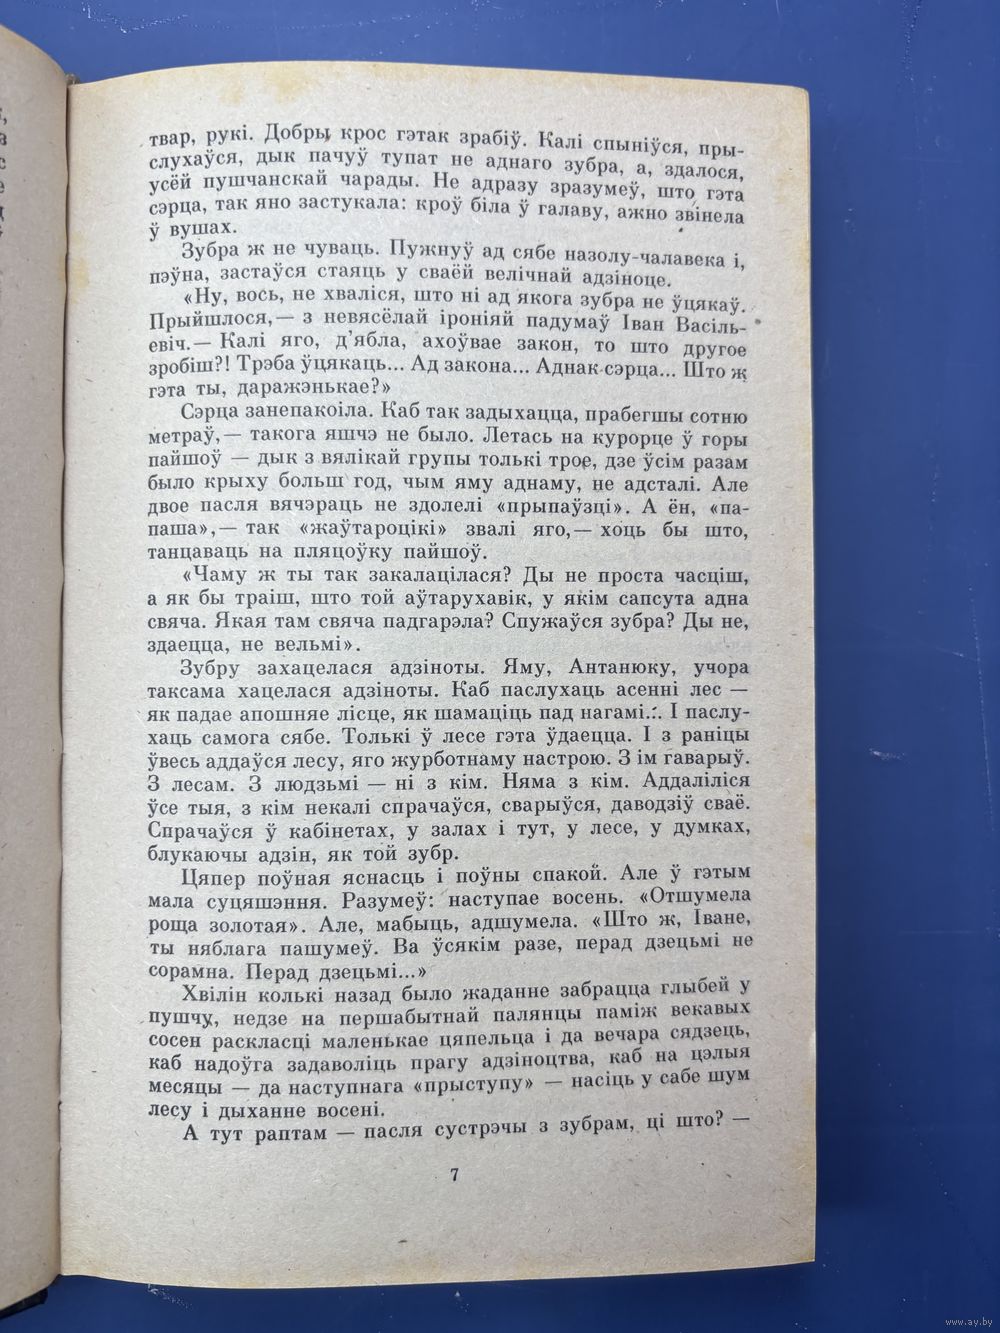 твар, рукі. Добры крос гэтак зрабіў. Калі спыніўся, пры-
слухаўся, дык пачуў тупат не аднаго зубра, а, здалося,
усёй пушчанскай чарады. Не адразу зразумеў, што гэта
сэрца, так яно застукала: кроў біла ў галаву, ажно звінела
ў вушах.
Зубра ж не чуваць. Пужнуў ад сябе назолу-чалавека і,
пэўна, застаўся стаяць у сваёй велічнай адзіноце.
«Ну, вось, не хваліся, што ні ад якога зубра не ўцякаў.
Прыйшлося,— з невясёлай іроніяй падумаў Іван Васіль-
евіч.— Калі яго, д’ябла, ахоўвае закон, то што другое
зробіш?! Трэба ўцякаць... Ад закона... Аднак сэрца... Што ж
гэта ты, даражэнькае?»
Сэрца занепакоіла. Каб так задыхацца, прабегшы сотню
метраў,— такога яшчэ не было. Летась на курорце ў горы
пайшоў — дык з вялікай групы толькі трое, дзе ўсім разам
было крыху больш год, чым яму аднаму, не адсталі. Але
двое пасля вячэраць не здолелі «прыпаўзці». А ён, «па-
паша»,— так «жаўтароцікі» звалі яго,— хоць бы што,
танцаваць на пляцоўку пайшоў.
«Чаму ж ты так закалацілася? Ды не проста часціш,
а як бы траіш, што той аўтарухавік, у якім сапсута адна
свяча. Якая там свяча падгарэла? Спужаўся зубра? Ды не,
здаецца, не вельмі».
Зубру захацелася адзіноты. Яму, Антанюку, учора
таксама хацелася адзіноты. Каб паслухаць асенні лес —
як падае апошняе лісце, як шамаціць пад нагамі... І паслу-
хаць самога сябе. Толькі ў лесе гэта ўдаецца. І з раніцы
ўвесь аддаўся лесу, яго журботнаму настрою. З ім гаварыў.
З лесам. З людзьмі — ні з кім. Няма з кім. Аддаліліся
ўсе тыя, з кім некалі спрачаўся, сварыўся, даводзіў сваё.
Спрачаўся ў кабінетах, у залах і тут, у лесе, у думках,
блукаючы адзін, як той зубр.
Цяпер поўная яснасць і поўны спакой. Але ў гэтым
мала суцяшэння. Разумеў: наступае восень. «Отшумела
роща золотая». Але, мабыць, адшумела. «Што ж, Іване,
ты няблага пашумеў. Ва ўсякім разе, перад дзецьмі не
сорамна. Перад дзецьмі...»
Хвілін колькі назад было жаданне забрацца глыбей у
пушчу, недзе на першабытнай палянцы паміж векавых
сосен раскласці маленькае цяпельца і да вечара сядзець,
каб надоўга задаволіць прагу адзіноцтва, каб на цэлыя
месяцы — да наступнага «прыступу» — насіць у сабе шум
лесу і дыханне восені.
А тут раптам — пасля сустрэчы з зубрам, ці што? —
7
www.ay.by